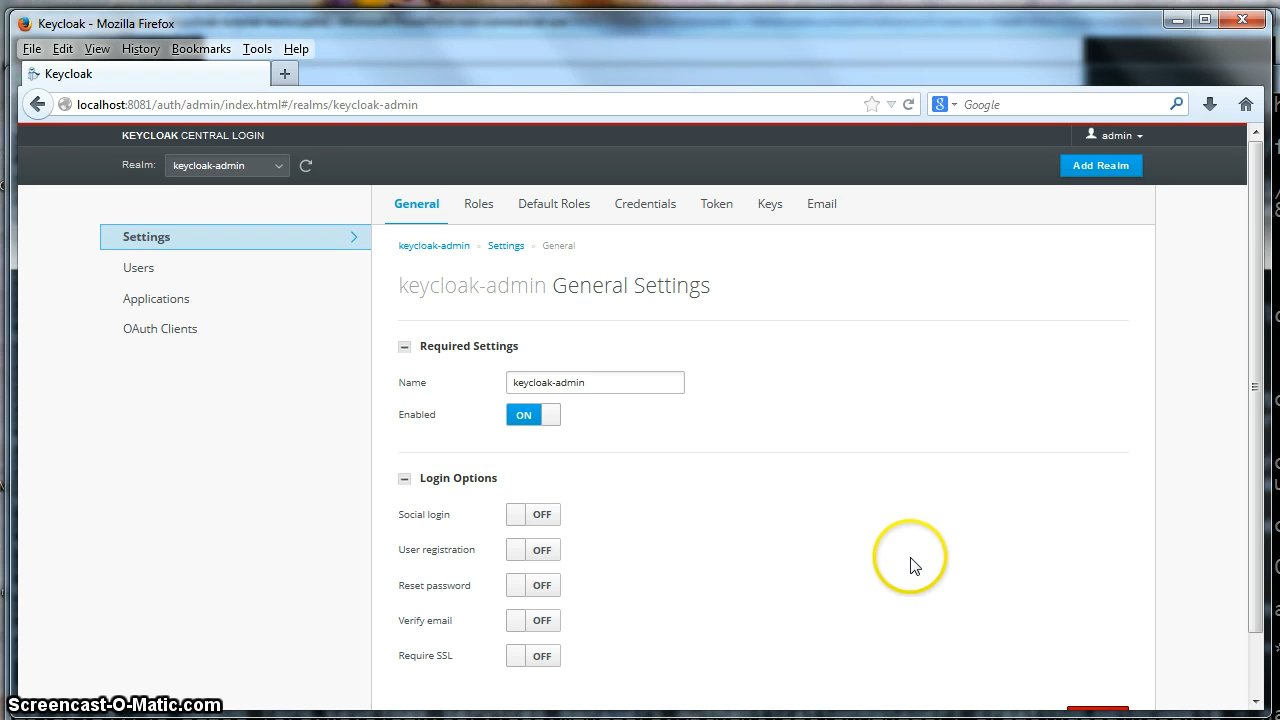 Keycloak - Mozilla Firefox
File Edit View History Bookmarks Tools Help
Keycloak
localhost:8081/auth/admin/index.html#/realms/keycloak-admin
Google
KEYCLOAK CENTRAL LOGIN
admin
Realm: keycloak-admin
Add Realm
General Roles Default Roles Credentials Token Keys Email
Settings
Users
Applications
OAuth Clients
keycloak-admin » Settings » General
keycloak-admin General Settings
Required Settings
Name keycloak-admin
Enabled ON
Login Options
Social login OFF
User registration OFF
Reset password OFF
Verify email OFF
Require SSL OFF
Screencast-O-Matic.com